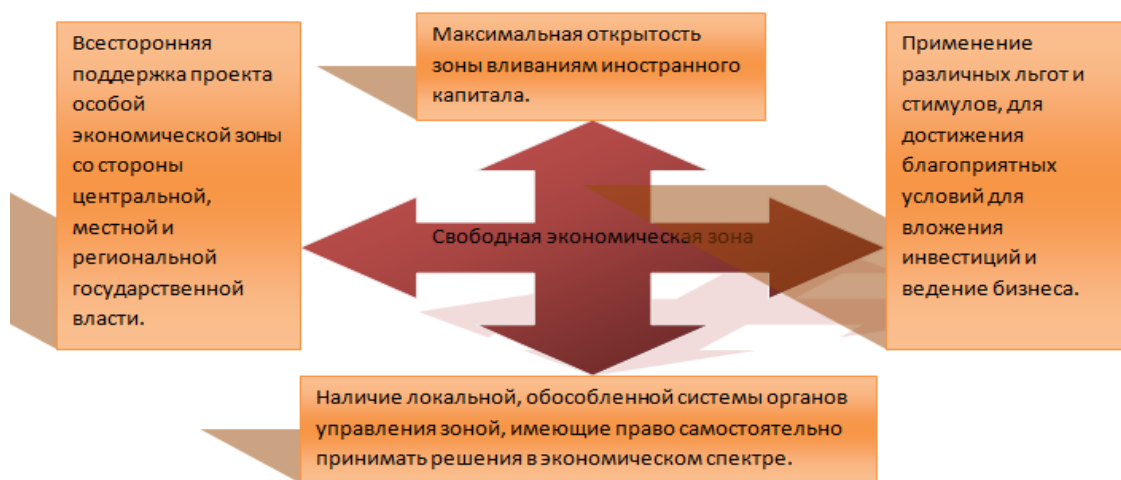 Всесторонняя
поддержка проекта
особой
экономической зоны
со стороны
центральной,
местной и
региональной
государственной
власти.
Максимальная открытость
зоны вливаниям иностранного
капитала.
Применение
различных льгот и
стимулов, для
достижения
благоприятных
условий для
вложения
инвестиций и
ведение бизнеса.
Свободная экономическая зона
Наличие локальной, обособленной системы органов
управления зоной, имеющие право самостоятельно
принимать решения в экономическом спектре.